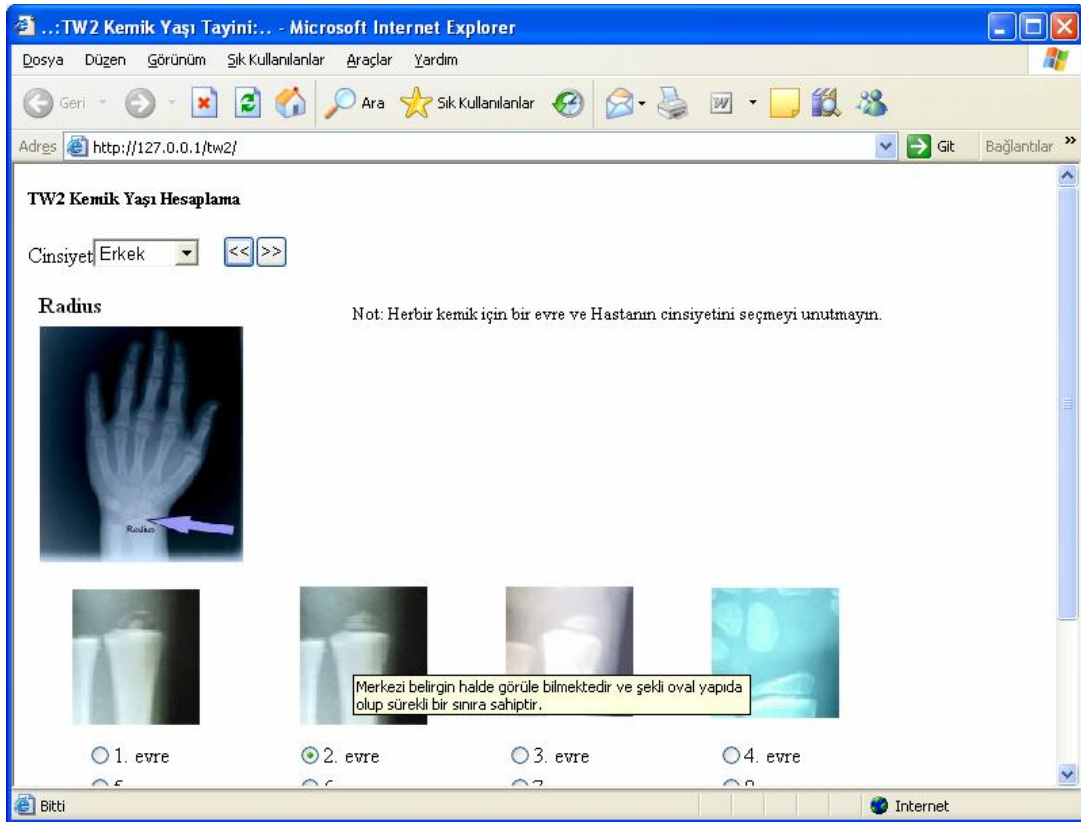 ..:TW2 Kemik Yaşı Tayini:.. - Microsoft Internet Explorer
Dosya Düzen Görünüm Sık Kullanılanlar Araçlar Yardım
Geri Ara Sık Kullanılanlar
Adres http://127.0.0.1/tw2/ Git Bağlantılar »
TW2 Kemik Yaşı Hesaplama
Cinsiyet Erkek << >>
Radius
Not: Herbir kemik için bir evre ve Hastanın cinsiyetini seçmeyi unutmayın.
Radius
Merkezi belirgin halde görüle bilmektedir ve şekli oval yapıda
olup sürekli bir sınıra sahiptir.
1. evre 2. evre 3. evre 4. evre
Bitti Internet